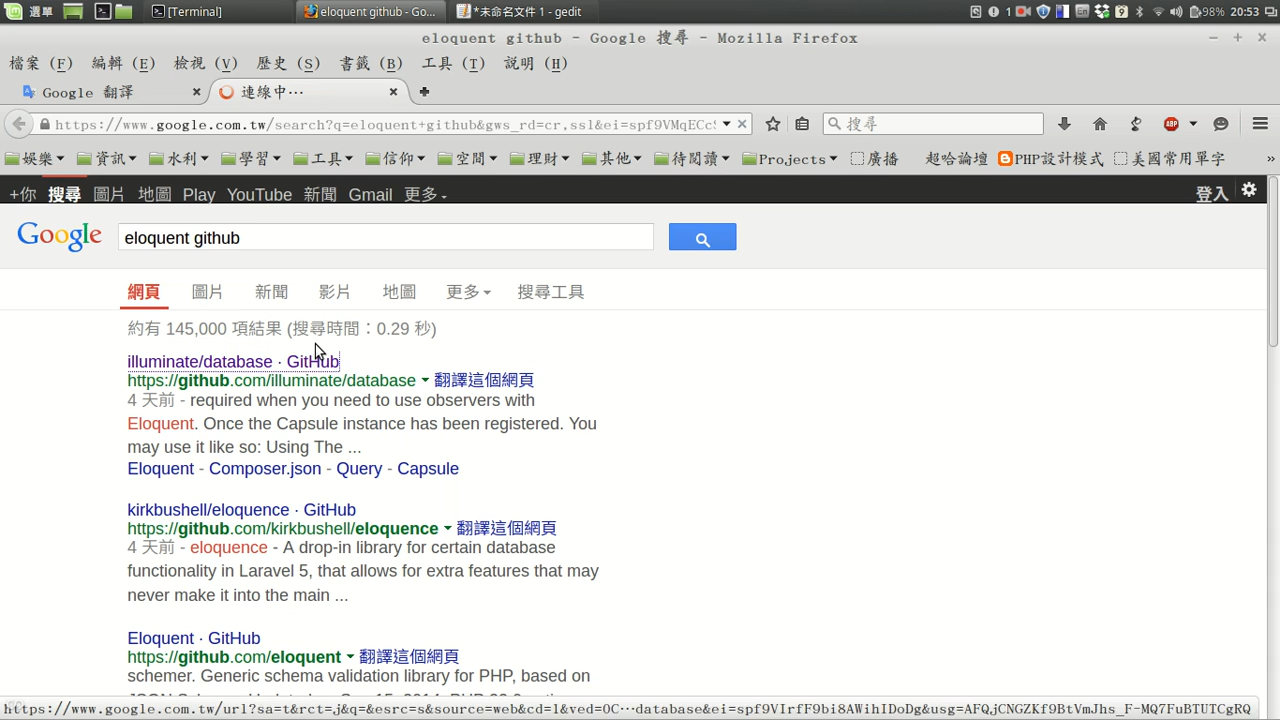 選單 [Terminal] eloquent github - Go... *未命名文件 1 - gedit 1 En 98% 20:53
eloquent github - Google 搜尋 - Mozilla Firefox
檔案 (F) 編輯 (E) 檢視 (V) 歷史 (S) 書籤 (B) 工具 (T) 說明 (H)
Google 翻譯 連線中…
https://www.google.com.tw/search?q=eloquent+github&gws_rd=cr,ssl&ei=spf9VMqECc 搜尋 ABP
娛樂 資訊 水利 學習 工具 信仰 空間 理財 其他 待閱讀 Projects 廣播 超哈論壇 PHP設計模式 美國常用單字 »
+你 搜尋 圖片 地圖 Play YouTube 新聞 Gmail 更多 登入
Google eloquent github
網頁 圖片 新聞 影片 地圖 更多 搜尋工具
約有 145,000 項結果 (搜尋時間：0.29 秒)
illuminate/database · GitHub
https://github.com/illuminate/database 翻譯這個網頁
4 天前 - required when you need to use observers with
Eloquent. Once the Capsule instance has been registered. You
may use it like so: Using The ...
Eloquent - Composer.json - Query - Capsule
kirkbushell/eloquence · GitHub
https://github.com/kirkbushell/eloquence 翻譯這個網頁
4 天前 - eloquence - A drop-in library for certain database
functionality in Laravel 5, that allows for extra features that may
never make it into the main ...
Eloquent · GitHub
https://github.com/eloquent 翻譯這個網頁
schemer. Generic schema validation library for PHP, based on
https://www.google.com.tw/url?sa=t&rct=j&q=&esrc=s&source=web&cd=1&ved=0C…database&ei=spf9VIrfF9bi8AWihIDoDg&usg=AFQjCNGZKf9BtVmJhs_F-MQ7FuBTUTCgRQ